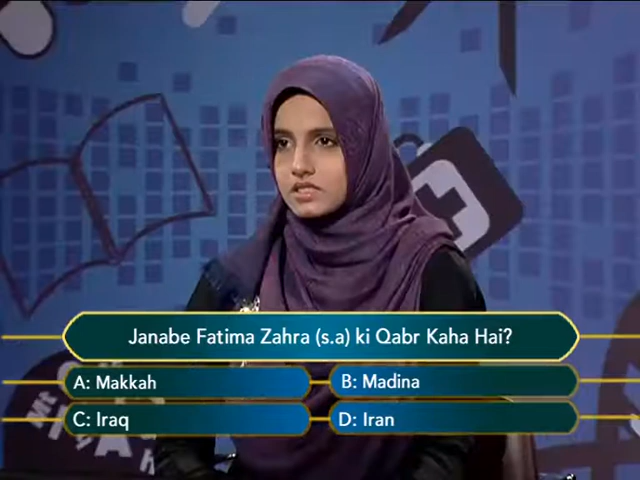 Janabe Fatima Zahra (s.a) ki Qabr Kaha Hai?
A: Makkah
B: Madina
C: Iraq
D: Iran